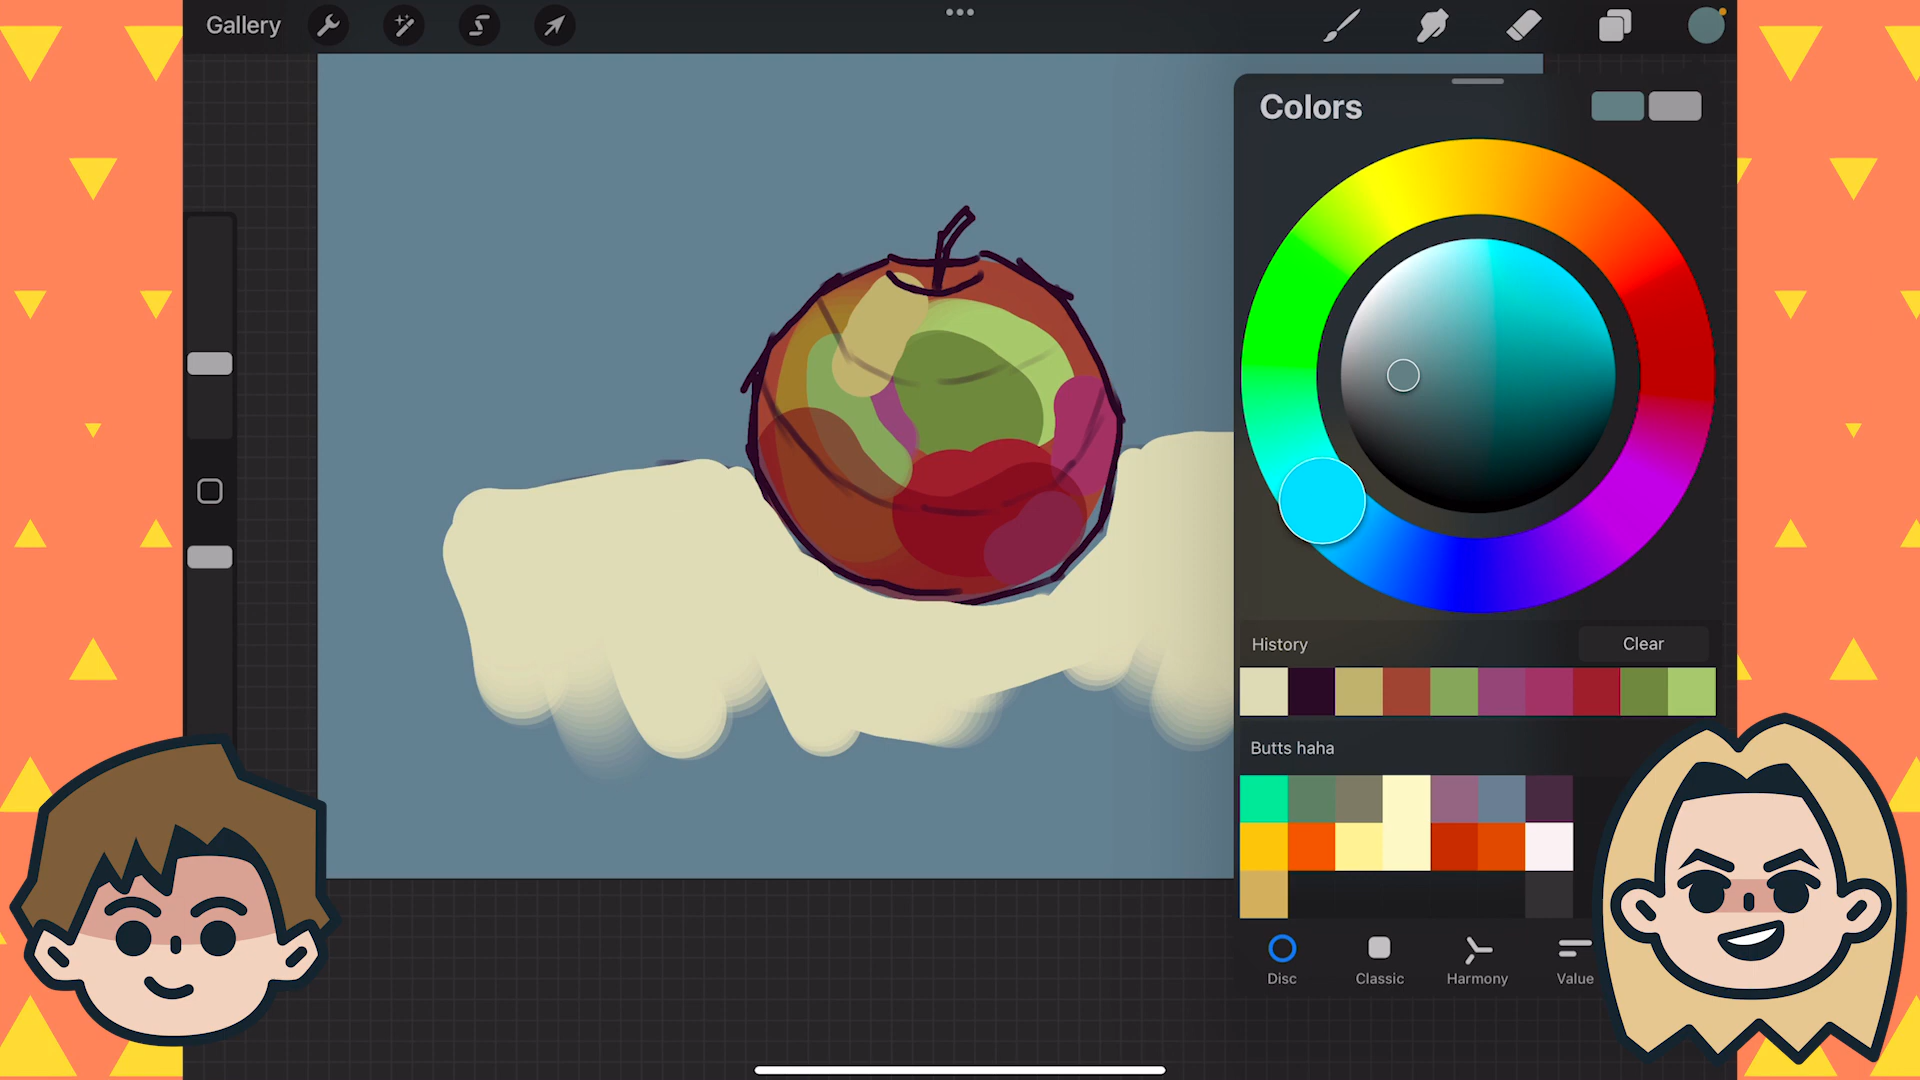 Gallery
Colors
History
Clear
Butts haha
Disc
Classic
Harmony
Value